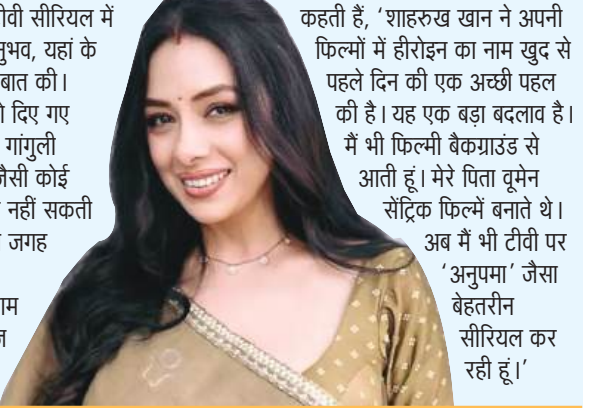 ीवी सीरियल में
नुभव, यहां के
बात की।
ो दिए गए
गांगुली
जैसी कोई
नहीं सकती
जगह
ाम
कहती हैं, ‘शाहरुख खान ने अपनी
फिल्मों में हीरोइन का नाम खुद से
पहले दिन की एक अच्छी पहल
की है। यह एक बड़ा बदलाव है।
मैं भी फिल्मी बैकग्राउंड से
आती हूं। मेरे पिता वूमेन
सेंट्रिक फिल्में बनाते थे।
अब मैं भी टीवी पर
‘अनुपमा’ जैसा
बेहतरीन
सीरियल कर
रही हूं।’